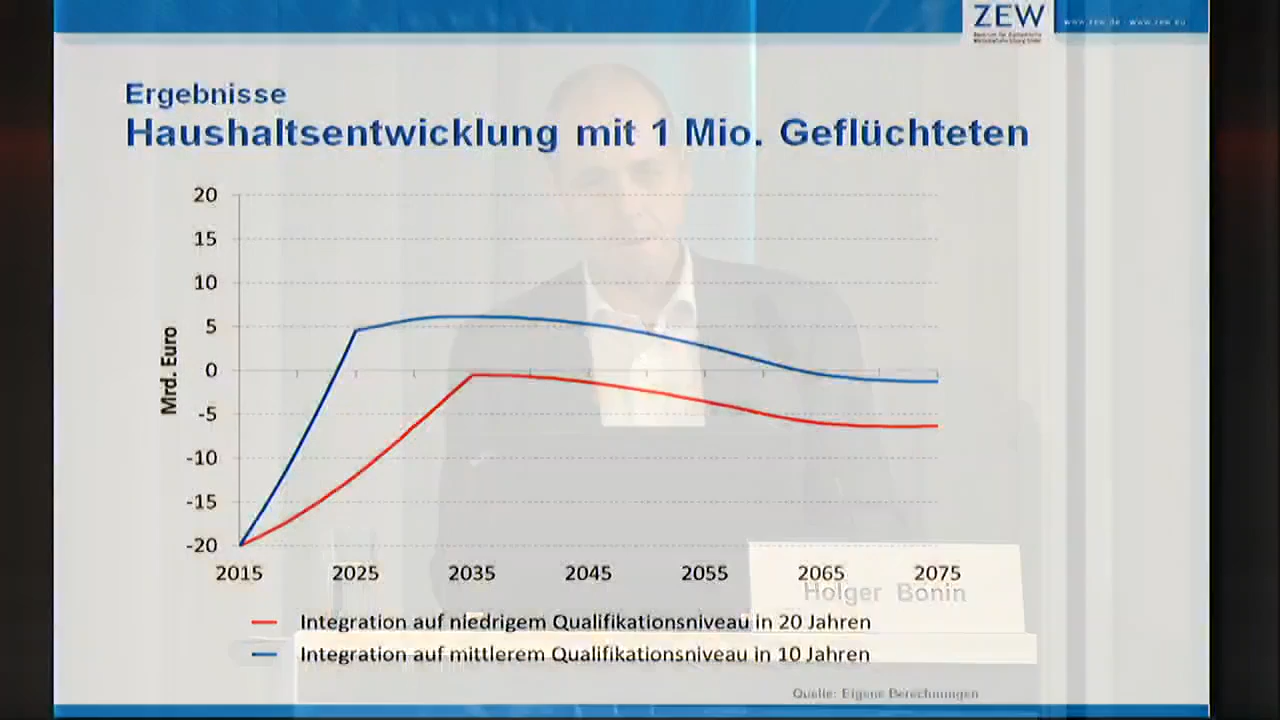 ZEW
www.zew.de · www.zew.eu
Ergebnisse
Haushaltsentwicklung mit 1 Mio. Geflüchteten
Mrd. Euro
20
15
10
5
0
-5
-10
-15
-20
2015 2025 2035 2045 2055 2065 2075
Holger Bonin
Integration auf niedrigem Qualifikationsniveau in 20 Jahren
Integration auf mittlerem Qualifikationsniveau in 10 Jahren
Quelle: Eigene Berechnungen